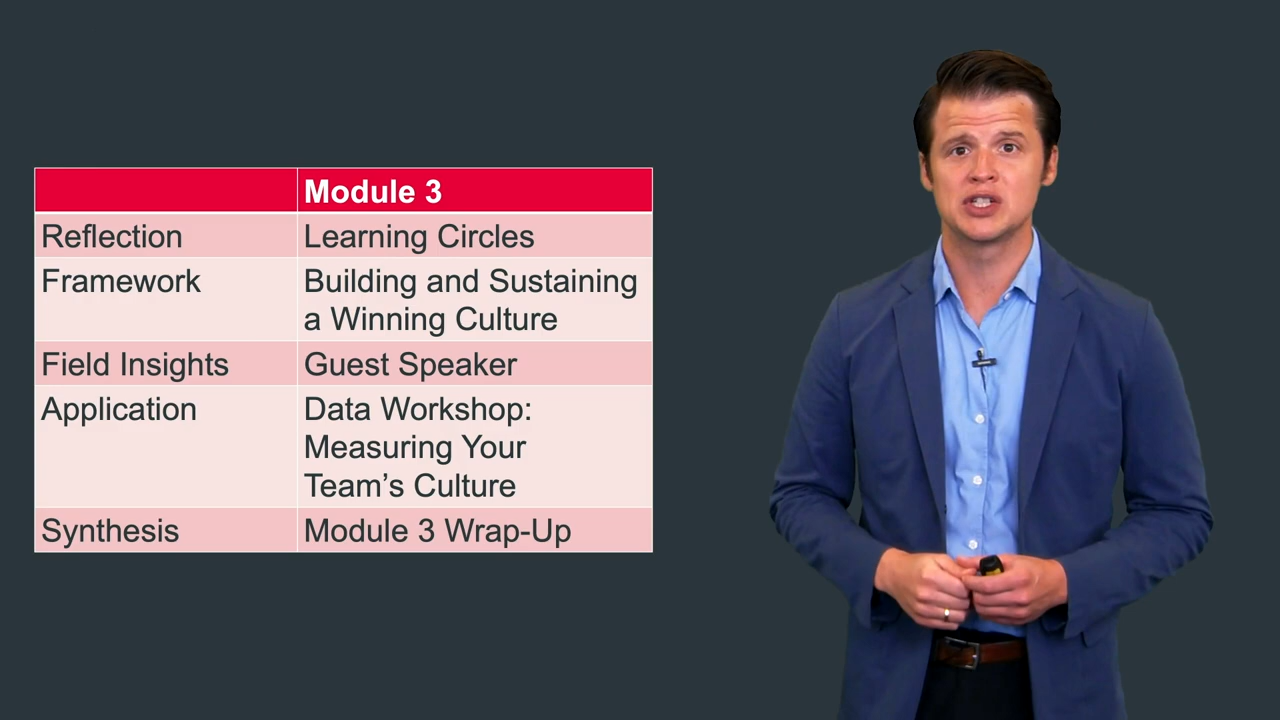 Module 3
Reflection
Learning Circles
Framework
Building and Sustaining
a Winning Culture
Field Insights
Guest Speaker
Application
Data Workshop:
Measuring Your
Team’s Culture
Synthesis
Module 3 Wrap-Up